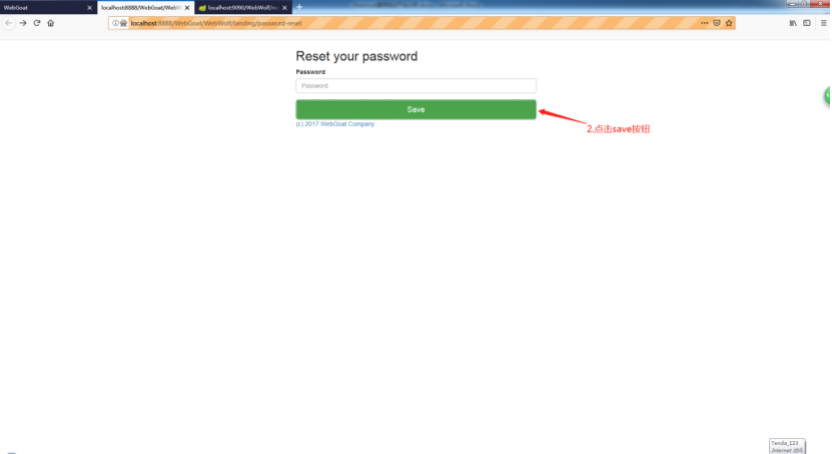 WebGoat
localhost:8888/WebGoat/WebW
localhost:9090/WebWolf/
localhost:8888/WebGoat/WebWolf/landing/password-reset
Reset your password
Password
Password
Save
(c) 2017 WebGoat Company
2.点击save按钮
Tenda_123
Internet 访问